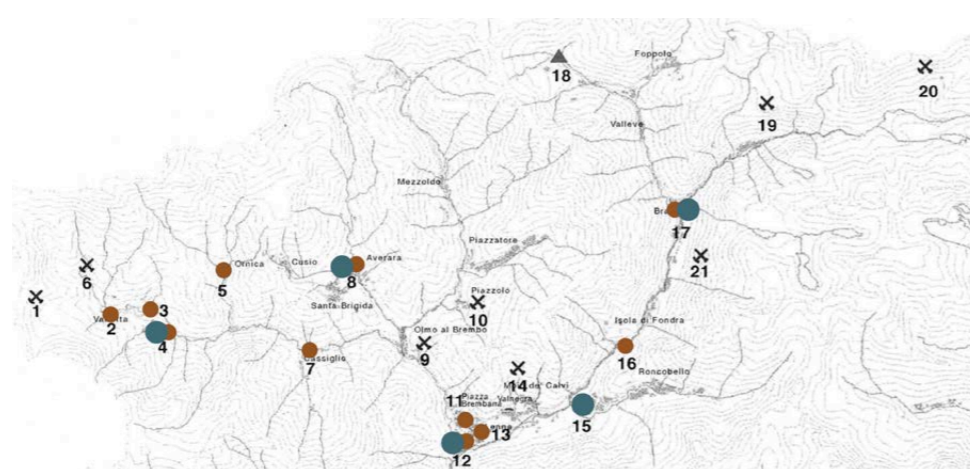 Foppolo
18
20
19
Valleve
Mezzoldo
17
Piazzatore
21
Ornica
Cusio
Averara
6
5
8
1
Santa Brigida
Piazzolo
3
2
10
Isola di Fondra
4
Olmo al Brembo
7
Cassiglio
9
16
14
Roncobello
11
Piazza
Brembana
Valnegra
15
13
12